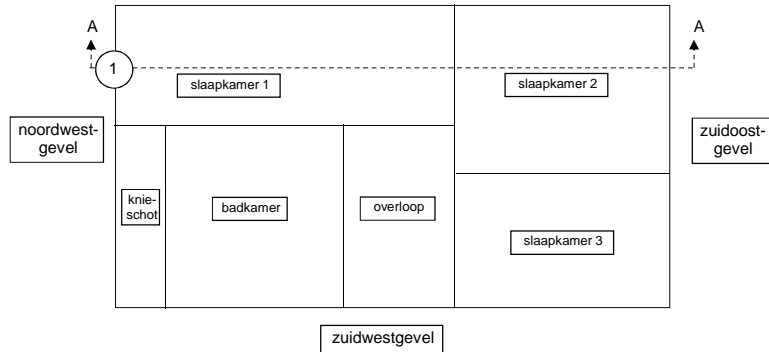 A
A
1
slaapkamer 1
slaapkamer 2
noordwest-
gevel
zuidoost-
gevel
knie-
schot
badkamer
overloop
slaapkamer 3
zuidwestgevel